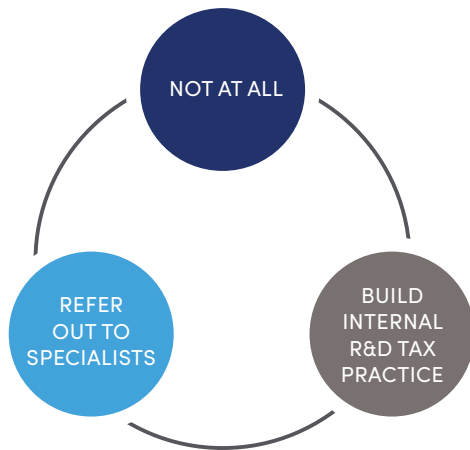 NOT AT ALL
REFER
OUT TO
SPECIALISTS
BUILD
INTERNAL
R&D TAX
PRACTICE